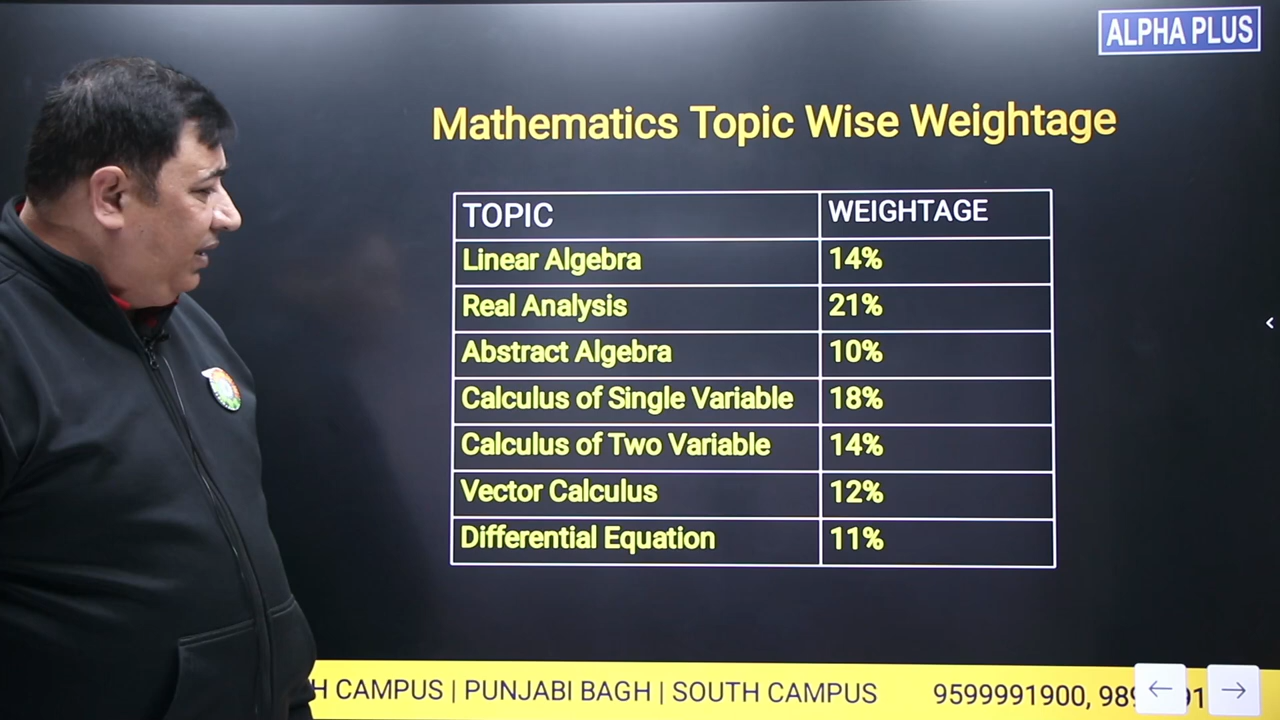 ALPHA PLUS
Mathematics Topic Wise Weightage
TOPIC WEIGHTAGE
Linear Algebra 14%
Real Analysis 21%
Abstract Algebra 10%
Calculus of Single Variable 18%
Calculus of Two Variable 14%
Vector Calculus 12%
Differential Equation 11%
CAMPUS | PUNJABI BAGH | SOUTH CAMPUS 9599991900,